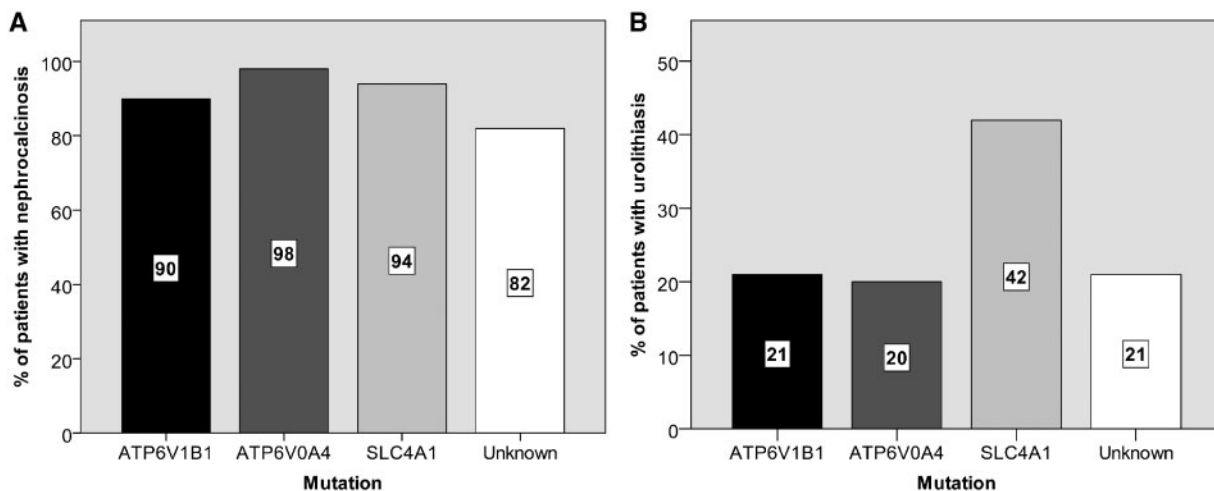 A
% of patients with nephrocalcinosis
100
80
60
40
20
0
90
98
94
82
ATP6V1B1 ATP6V0A4 SLC4A1 Unknown
Mutation
B
% of patients with urolithiasis
50
40
30
20
10
0
21
20
42
21
ATP6V1B1 ATP6V0A4 SLC4A1 Unknown
Mutation